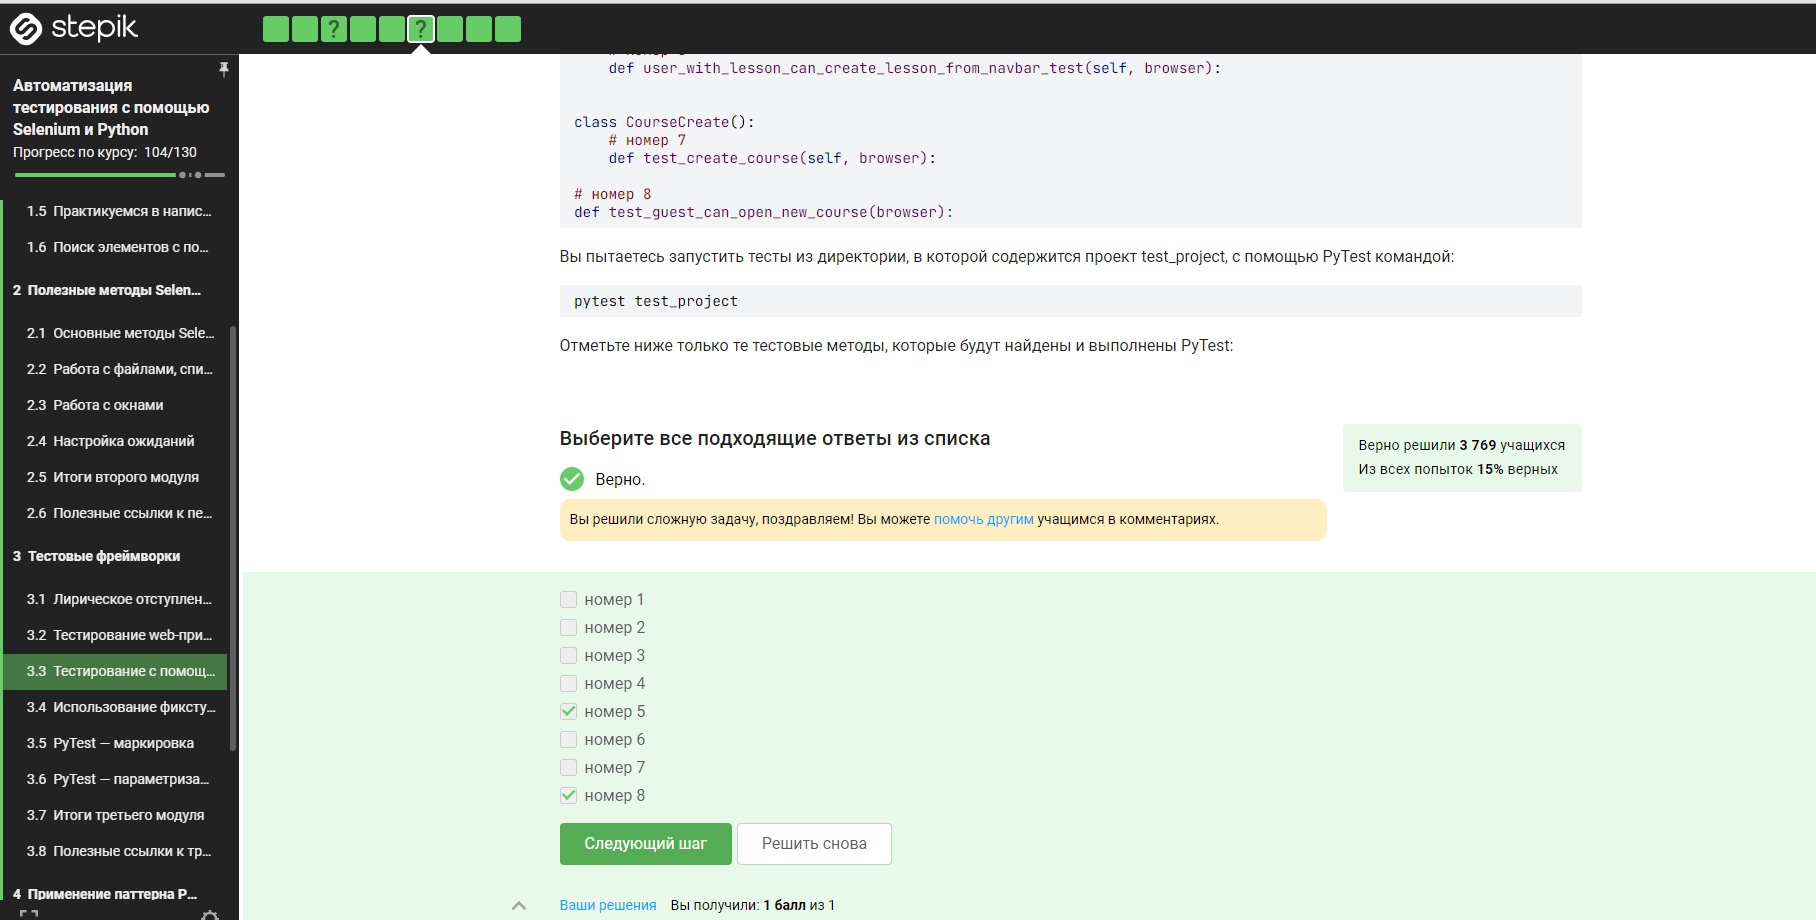 stepik
? ?
Автоматизация
тестирования с помощью
Selenium и Python
Прогресс по курсу: 104/130
1.5 Практикуемся в напис...
1.6 Поиск элементов с по...
2 Полезные методы Selen...
2.1 Основные методы Sele...
2.2 Работа с файлами, спи...
2.3 Работа с окнами
2.4 Настройка ожиданий
2.5 Итоги второго модуля
2.6 Полезные ссылки к пе...
3 Тестовые фреймворки
3.1 Лирическое отступлен...
3.2 Тестирование web-при...
3.3 Тестирование с помощ...
3.4 Использование фиксту...
3.5 PyTest — маркировка
3.6 PyTest — параметриза...
3.7 Итоги третьего модуля
3.8 Полезные ссылки к тр...
4 Применение паттерна P...
def user_with_lesson_can_create_lesson_from_navbar_test(self, browser):
class CourseCreate():
# номер 7
def test_create_course(self, browser):
# номер 8
def test_guest_can_open_new_course(browser):
Вы пытаетесь запустить тесты из директории, в которой содержится проект test_project, с помощью PyTest командой:
pytest test_project
Отметьте ниже только те тестовые методы, которые будут найдены и выполнены PyTest:
Выберите все подходящие ответы из списка
Верно.
Вы решили сложную задачу, поздравляем! Вы можете помочь другим учащимся в комментариях.
Верно решили 3 769 учащихся
Из всех попыток 15% верных
номер 1
номер 2
номер 3
номер 4
номер 5
номер 6
номер 7
номер 8
Следующий шаг
Решить снова
Ваши решения Вы получили: 1 балл из 1